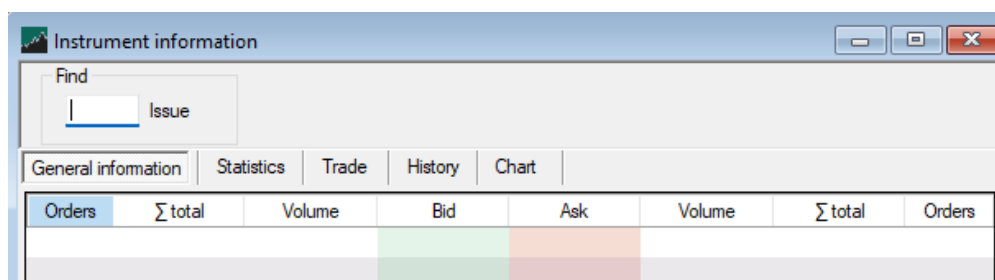 Instrument information
Find
Issue
General information Statistics Trade History Chart
Orders ∑ total Volume Bid Ask Volume ∑ total Orders